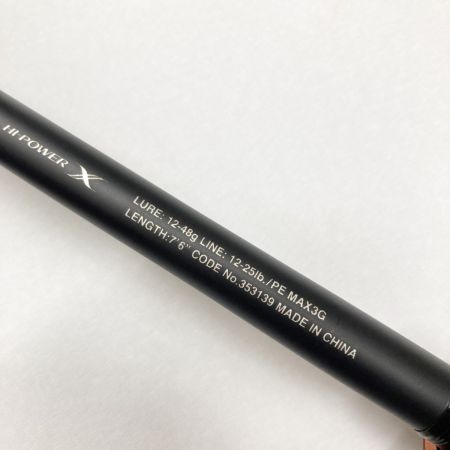 HI-POWER X
LURE: 12-48g LINE: 12-25lb./PE MAX3G
LENGTH:7'6" CODE No.353139 MADE IN CHINA